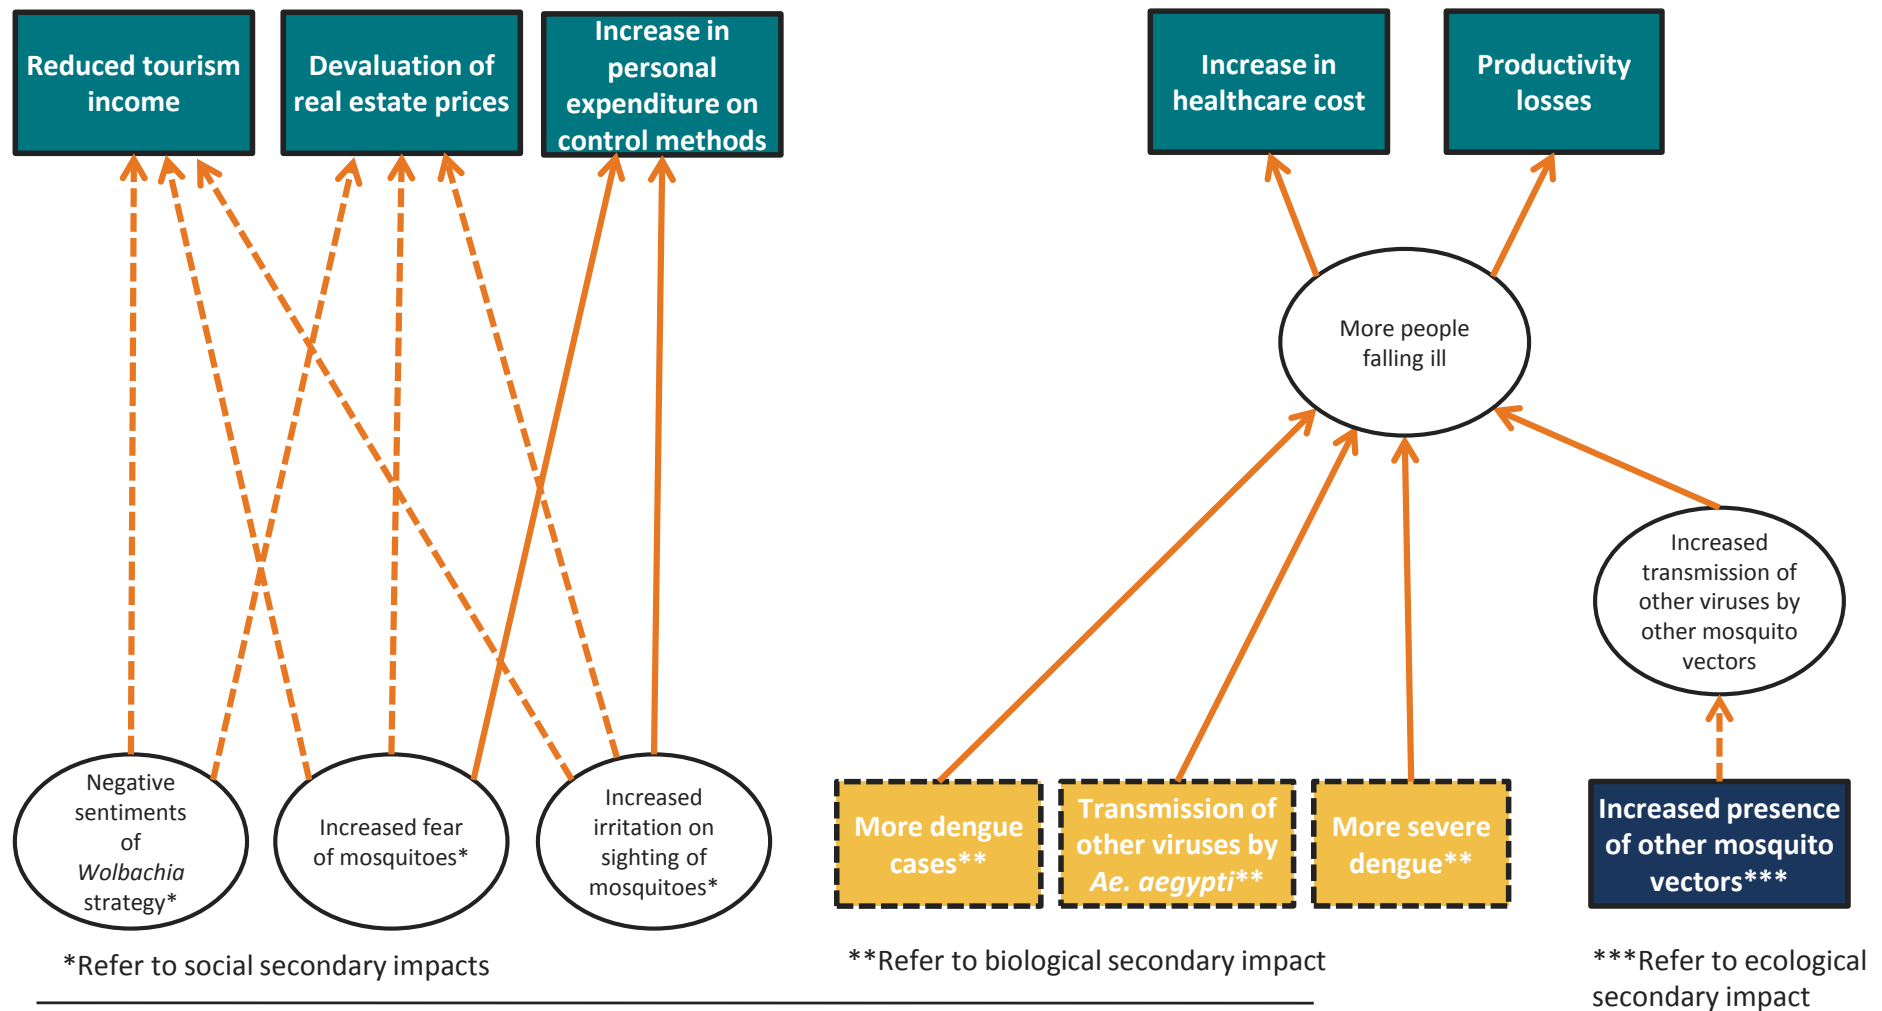 Reduced tourism
income
Devaluation of
real estate prices
Increase in
personal
expenditure on
control methods
Increase in
healthcare cost
Productivity
losses
More people
falling ill
Increased
transmission of
other viruses by
other mosquito
vectors
Negative
sentiments
of
Wolbachia
strategy*
Increased fear
of mosquitoes*
Increased
irritation on
sighting of
mosquitoes*
More dengue
cases**
Transmission of
other viruses by
Ae. aegypti**
More severe
dengue**
Increased presence
of other mosquito
vectors***
*Refer to social secondary impacts
**Refer to biological secondary impact
***Refer to ecological
secondary impact